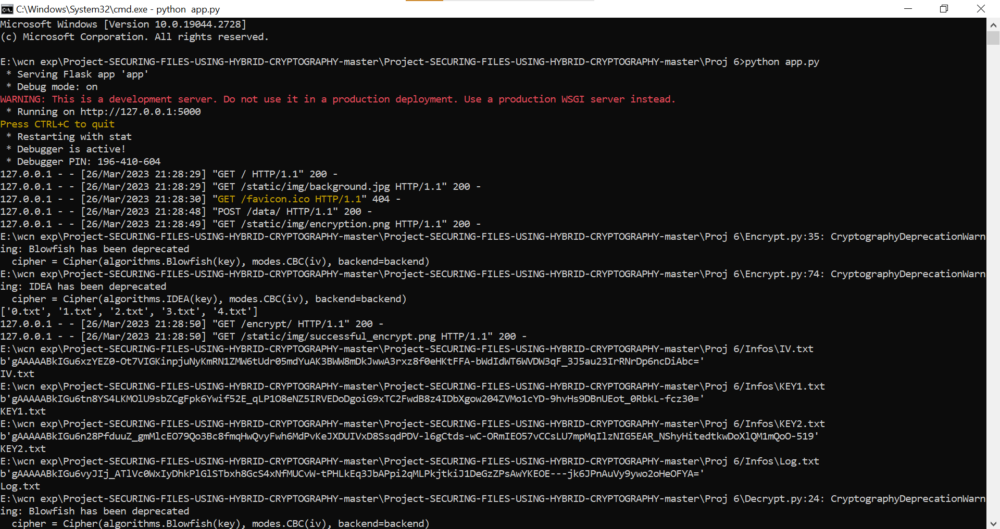 C:\Windows\System32\cmd.exe - python  app.py
Microsoft Windows [Version 10.0.19044.2728]
(c) Microsoft Corporation. All rights reserved.
E:\wcn exp\Project-SECURING-FILES-USING-HYBRID-CRYPTOGRAPHY-master\Project-SECURING-FILES-USING-HYBRID-CRYPTOGRAPHY-master\Proj 6>python app.py
 * Serving Flask app 'app'
 * Debug mode: on
WARNING: This is a development server. Do not use it in a production deployment. Use a production WSGI server instead.
 * Running on http://127.0.0.1:5000
Press CTRL+C to quit
 * Restarting with stat
 * Debugger is active!
 * Debugger PIN: 196-410-604
127.0.0.1 - - [26/Mar/2023 21:28:29] "GET / HTTP/1.1" 200 -
127.0.0.1 - - [26/Mar/2023 21:28:29] "GET /static/img/background.jpg HTTP/1.1" 200 -
127.0.0.1 - - [26/Mar/2023 21:28:30] "GET /favicon.ico HTTP/1.1" 404 -
127.0.0.1 - - [26/Mar/2023 21:28:48] "POST /data/ HTTP/1.1" 200 -
127.0.0.1 - - [26/Mar/2023 21:28:49] "GET /static/img/encryption.png HTTP/1.1" 200 -
E:\wcn exp\Project-SECURING-FILES-USING-HYBRID-CRYPTOGRAPHY-master\Project-SECURING-FILES-USING-HYBRID-CRYPTOGRAPHY-master\Proj 6\Encrypt.py:35: CryptographyDeprecationWarn
ing: Blowfish has been deprecated
  cipher = Cipher(algorithms.Blowfish(key), modes.CBC(iv), backend=backend)
E:\wcn exp\Project-SECURING-FILES-USING-HYBRID-CRYPTOGRAPHY-master\Project-SECURING-FILES-USING-HYBRID-CRYPTOGRAPHY-master\Proj 6\Encrypt.py:74: CryptographyDeprecationWarn
ing: IDEA has been deprecated
  cipher = Cipher(algorithms.IDEA(key), modes.CBC(iv), backend=backend)
['0.txt', '1.txt', '2.txt', '3.txt', '4.txt']
127.0.0.1 - - [26/Mar/2023 21:28:50] "GET /encrypt/ HTTP/1.1" 200 -
127.0.0.1 - - [26/Mar/2023 21:28:50] "GET /static/img/successful_encrypt.png HTTP/1.1" 200 -
E:\wcn exp\Project-SECURING-FILES-USING-HYBRID-CRYPTOGRAPHY-master\Project-SECURING-FILES-USING-HYBRID-CRYPTOGRAPHY-master\Proj 6/Infos\IV.txt
b'gAAAAABkIGu6xzYEZ0-Ot7VIGKinpjuNyKmRN1ZMW6tUdr05mdYuAK3BWW8mDkJwwA3rxz8f0eHKtFFA-bWdIdWT6WVDW3qF_3J5au23IrRNrDp6ncDiAbc='
IV.txt
E:\wcn exp\Project-SECURING-FILES-USING-HYBRID-CRYPTOGRAPHY-master\Project-SECURING-FILES-USING-HYBRID-CRYPTOGRAPHY-master\Proj 6/Infos\KEY1.txt
b'gAAAAABkIGu6tn8YS4LKMOlU9sbZCgFpk6Ywif52E_qLP1O8eNZ5IRVEDoDgoiG9xTC2FwdB8z4IDbXgow204ZVMo1cYD-9hvHs9DBnUEot_0RbkL-fcz30='
KEY1.txt
E:\wcn exp\Project-SECURING-FILES-USING-HYBRID-CRYPTOGRAPHY-master\Project-SECURING-FILES-USING-HYBRID-CRYPTOGRAPHY-master\Proj 6/Infos\KEY2.txt
b'gAAAAABkIGu6n28PfduuZ_gmMlcEO79Qo3Bc8fmqHwQvyFwh6MdPvKeJXDUIVxD8SsqdPDV-l6gCtds-wC-ORmIEO57vCCsLU7mpMqIlzNIG5EAR_NShyHitedtkwDoXlQM1mQoO-519'
KEY2.txt
E:\wcn exp\Project-SECURING-FILES-USING-HYBRID-CRYPTOGRAPHY-master\Project-SECURING-FILES-USING-HYBRID-CRYPTOGRAPHY-master\Proj 6/Infos\Log.txt
b'gAAAAABkIGu6vyJIj_ATlVc0WxIyDhkPlGlSTbxh8GcS4xNfMUCvW-tPHLkEq3JbAPpi2qMLPkjtkiJ1DeGzZPsAwYKEOE---jk6JPnAuVy9ywo2oHeOFYA='
Log.txt
E:\wcn exp\Project-SECURING-FILES-USING-HYBRID-CRYPTOGRAPHY-master\Project-SECURING-FILES-USING-HYBRID-CRYPTOGRAPHY-master\Proj 6\Decrypt.py:24: CryptographyDeprecationWarn
ing: Blowfish has been deprecated
  cipher = Cipher(algorithms.Blowfish(key), modes.CBC(iv), backend=backend)